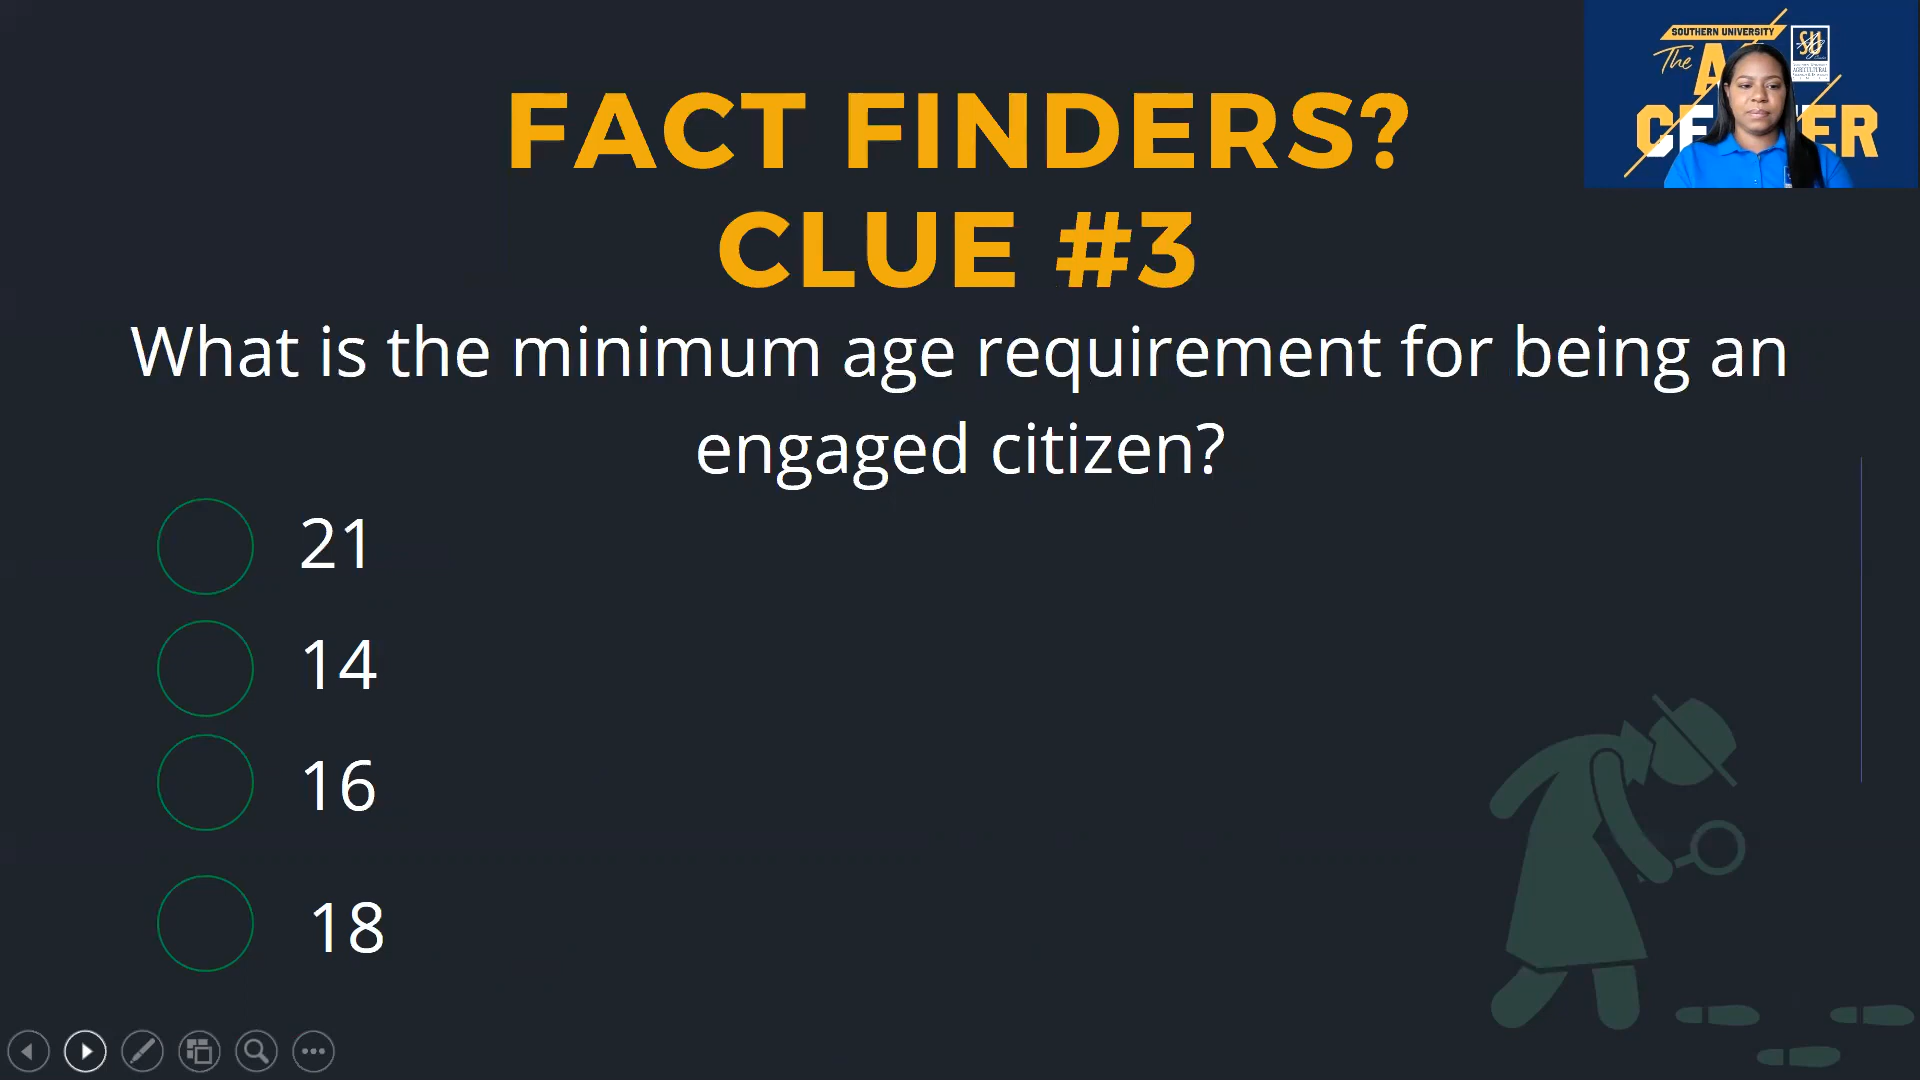 SOUTHERN UNIVERSITY
The
FACT FINDERS?
CLUE #3
What is the minimum age requirement for being an
engaged citizen?
21
14
16
18